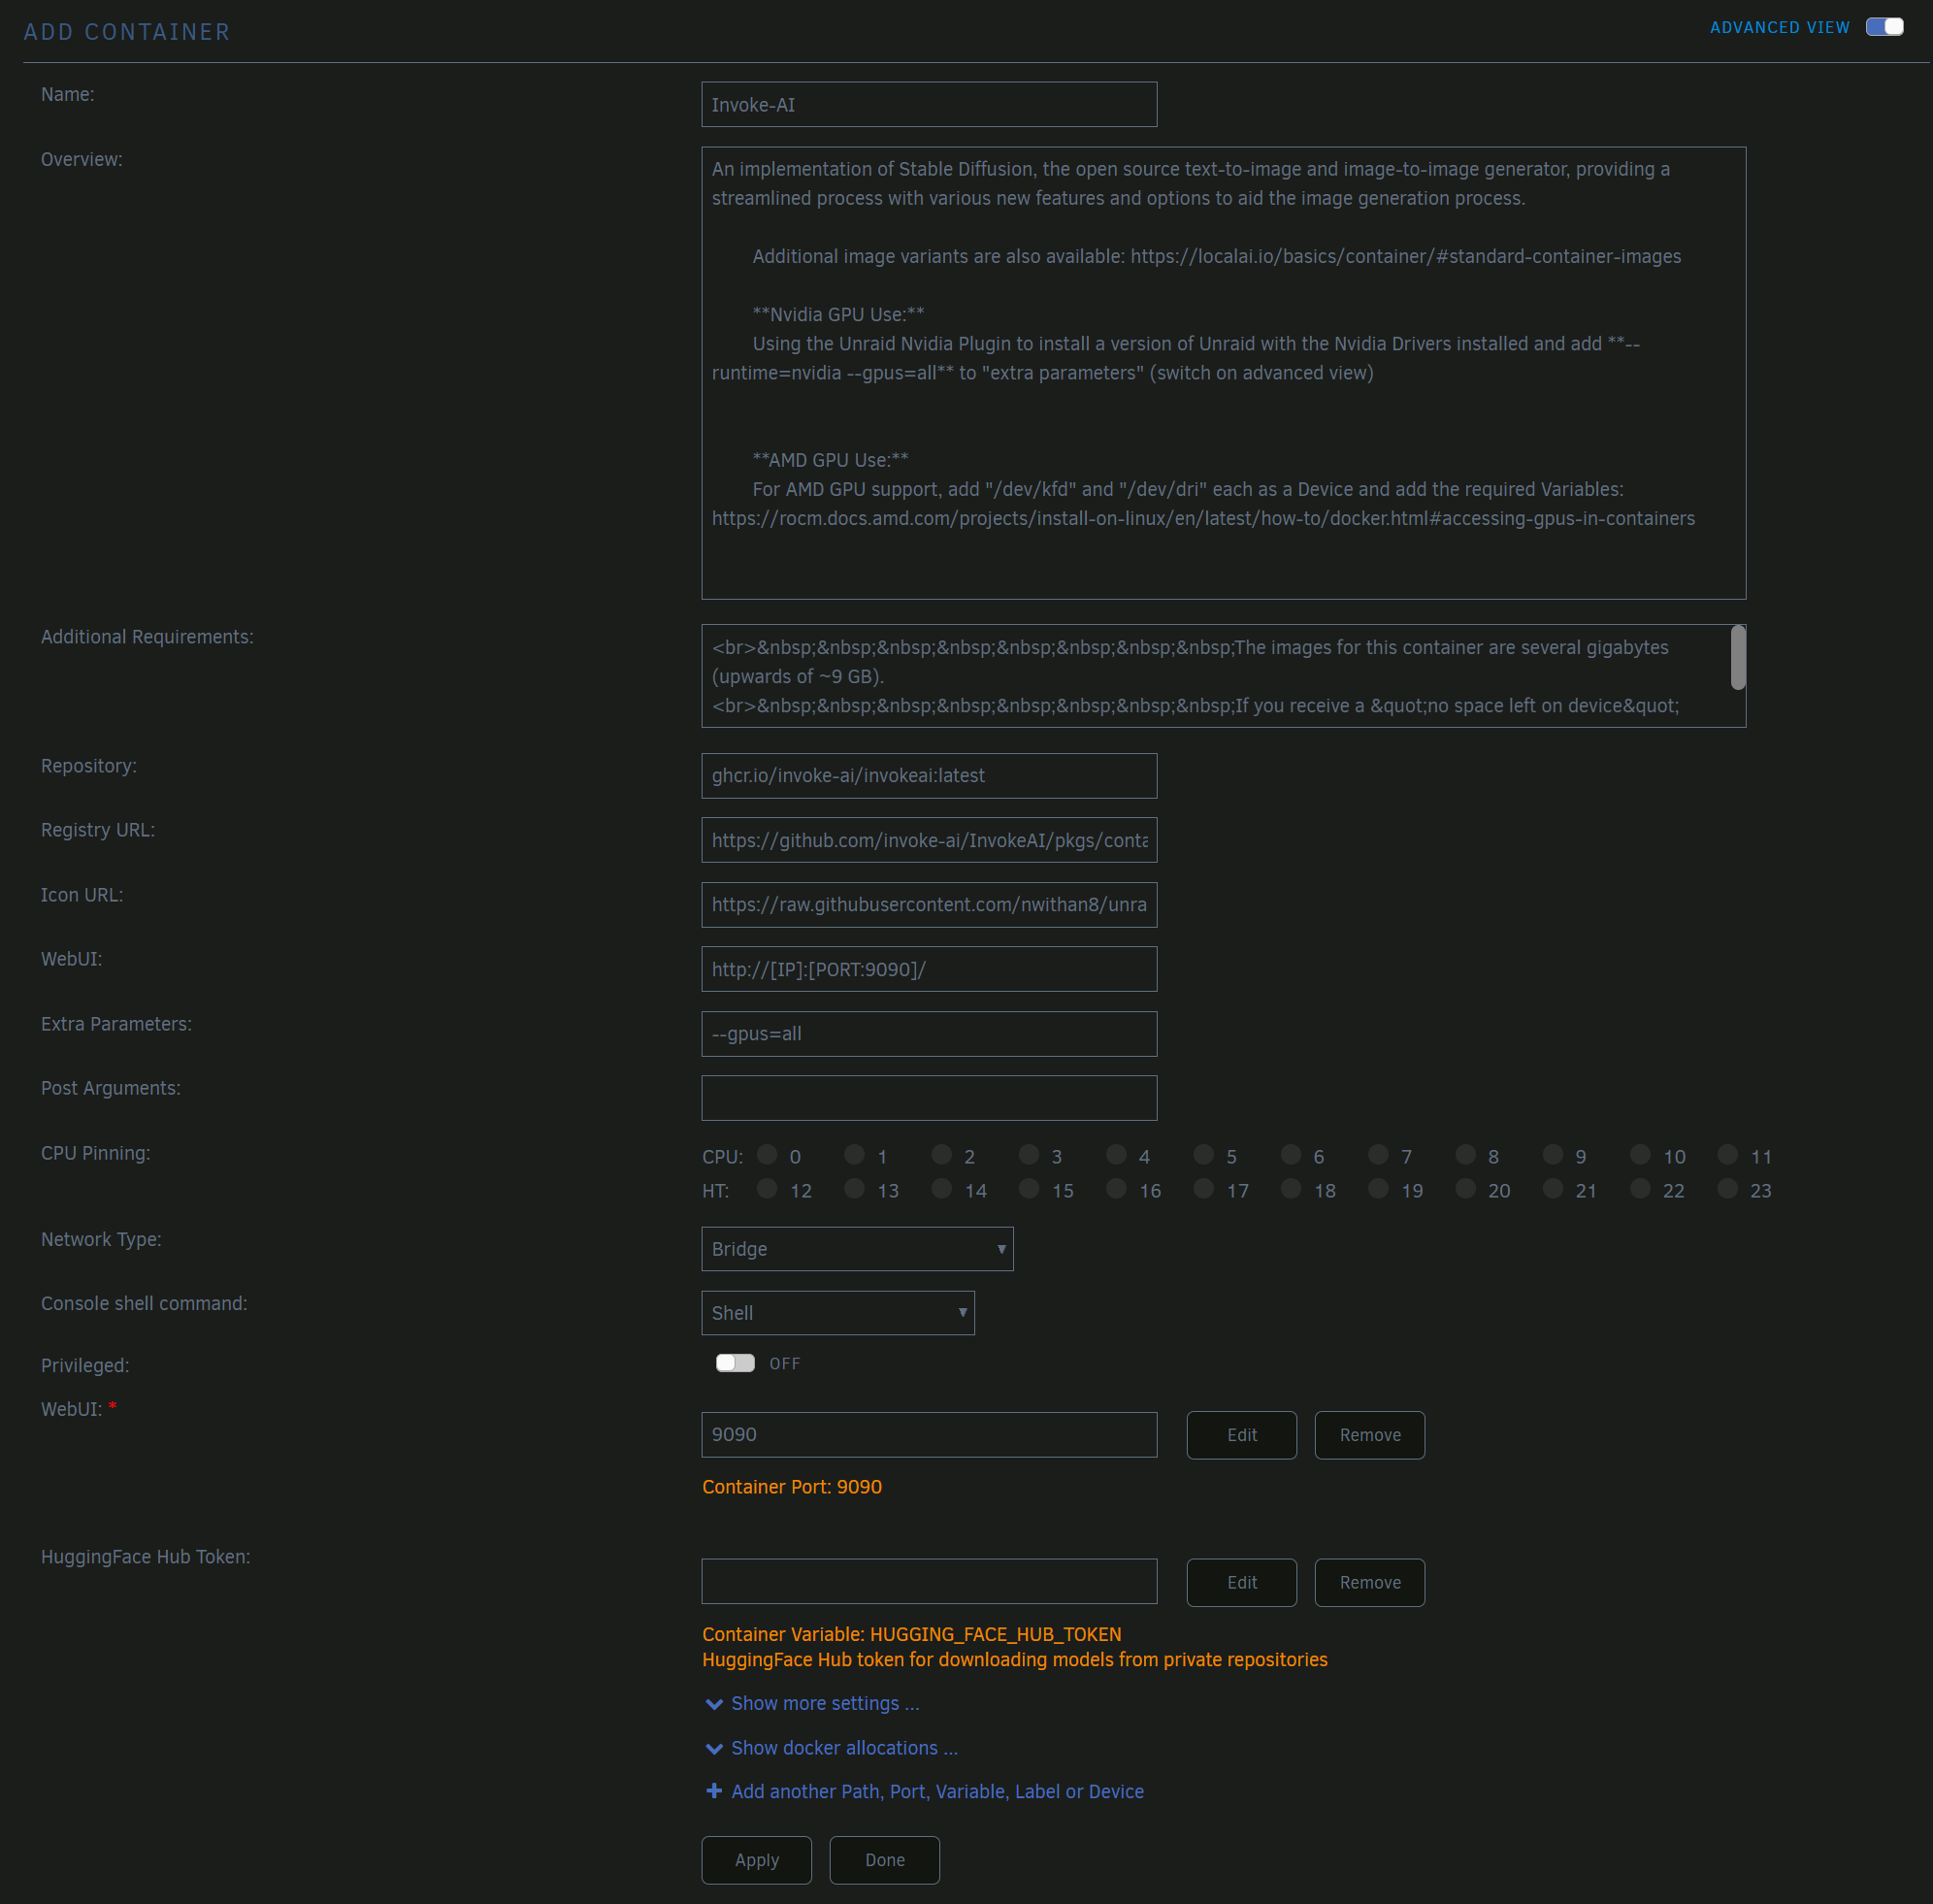 ADD CONTAINER
ADVANCED VIEW
Name:
Invoke-AI
Overview:
An implementation of Stable Diffusion, the open source text-to-image and image-to-image generator, providing a
streamlined process with various new features and options to aid the image generation process.
Additional image variants are also available: https://localai.io/basics/container/#standard-container-images
**Nvidia GPU Use:**
Using the Unraid Nvidia Plugin to install a version of Unraid with the Nvidia Drivers installed and add **--
runtime=nvidia --gpus=all** to "extra parameters" (switch on advanced view)
**AMD GPU Use:**
For AMD GPU support, add "/dev/kfd" and "/dev/dri" each as a Device and add the required Variables:
https://rocm.docs.amd.com/projects/install-on-linux/en/latest/how-to/docker.html#accessing-gpus-in-containers
Additional Requirements:
<br>&nbsp;&nbsp;&nbsp;&nbsp;&nbsp;&nbsp;&nbsp;&nbsp;The images for this container are several gigabytes
(upwards of ~9 GB).
<br>&nbsp;&nbsp;&nbsp;&nbsp;&nbsp;&nbsp;&nbsp;&nbsp;If you receive a &quot;no space left on device&quot;
Repository:
ghcr.io/invoke-ai/invokeai:latest
Registry URL:
https://github.com/invoke-ai/InvokeAI/pkgs/conta
Icon URL:
https://raw.githubusercontent.com/nwithan8/unra
WebUI:
http://[IP]:[PORT:9090]/
Extra Parameters:
--gpus=all
Post Arguments:
CPU Pinning:
CPU: 0 1 2 3 4 5 6 7 8 9 10 11
HT: 12 13 14 15 16 17 18 19 20 21 22 23
Network Type:
Bridge
Console shell command:
Shell
Privileged:
OFF
WebUI: *
9090
Edit
Remove
Container Port: 9090
HuggingFace Hub Token:
Edit
Remove
Container Variable: HUGGING_FACE_HUB_TOKEN
HuggingFace Hub token for downloading models from private repositories
Show more settings ...
Show docker allocations ...
Add another Path, Port, Variable, Label or Device
Apply
Done